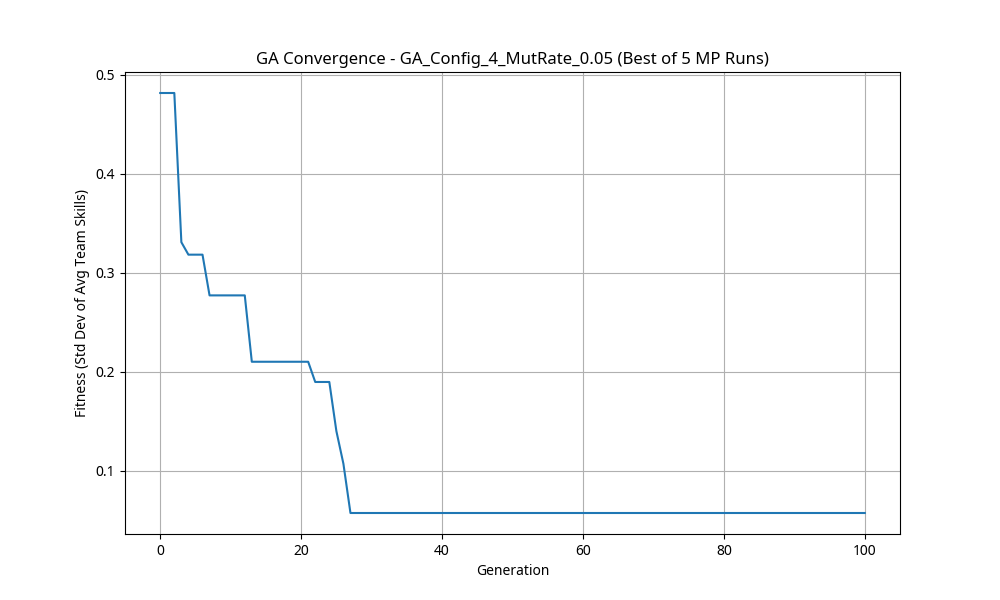 GA Convergence - GA_Config_4_MutRate_0.05 (Best of 5 MP Runs)
Fitness (Std Dev of Avg Team Skills)
0.5
0.4
0.3
0.2
0.1
0 20 40 60 80 100
Generation